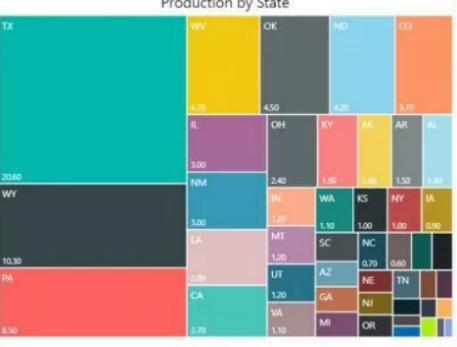 Production by State
TX
20.60
WY
10.30
PA
8.50
WV
4.70
OK
4.50
ND
4.20
CO
3.70
IL
3.00
NM
3.00
LA
CA
2.70
OH
2.40
KY
1.90
AK
AR
1.50
AL
1.40
IN
1.20
MT
1.20
UT
1.20
VA
1.10
WA
1.10
KS
1.00
NY
1.00
IA
0.90
SC
AZ
GA
MI
NC
0.70
0.60
NE
NJ
OR
TN